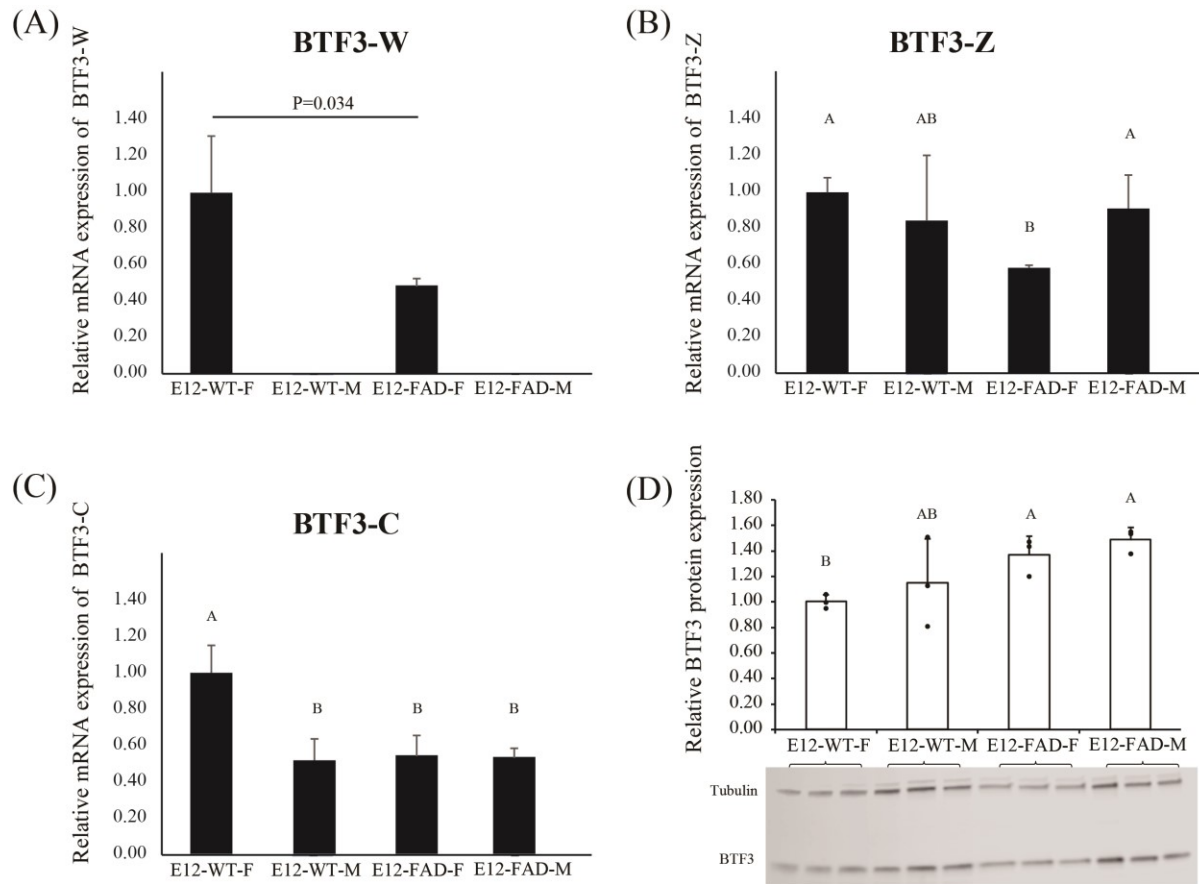 (A)
BTF3-W
Relative mRNA expression of BTF3-W
P=0.034
1.40
1.20
1.00
0.80
0.60
0.40
0.20
0.00
E12-WT-F E12-WT-M E12-FAD-F E12-FAD-M
(B)
BTF3-Z
Relative mRNA expression of BTF3-Z
A AB B A
1.40
1.20
1.00
0.80
0.60
0.40
0.20
0.00
E12-WT-F E12-WT-M E12-FAD-F E12-FAD-M
(C)
BTF3-C
Relative mRNA expression of BTF3-C
A B B B
1.40
1.20
1.00
0.80
0.60
0.40
0.20
0.00
E12-WT-F E12-WT-M E12-FAD-F E12-FAD-M
(D)
Relative BTF3 protein expression
B AB A A
1.80
1.60
1.40
1.20
1.00
0.80
0.60
0.40
0.20
0.00
E12-WT-F E12-WT-M E12-FAD-F E12-FAD-M
Tubulin
BTF3